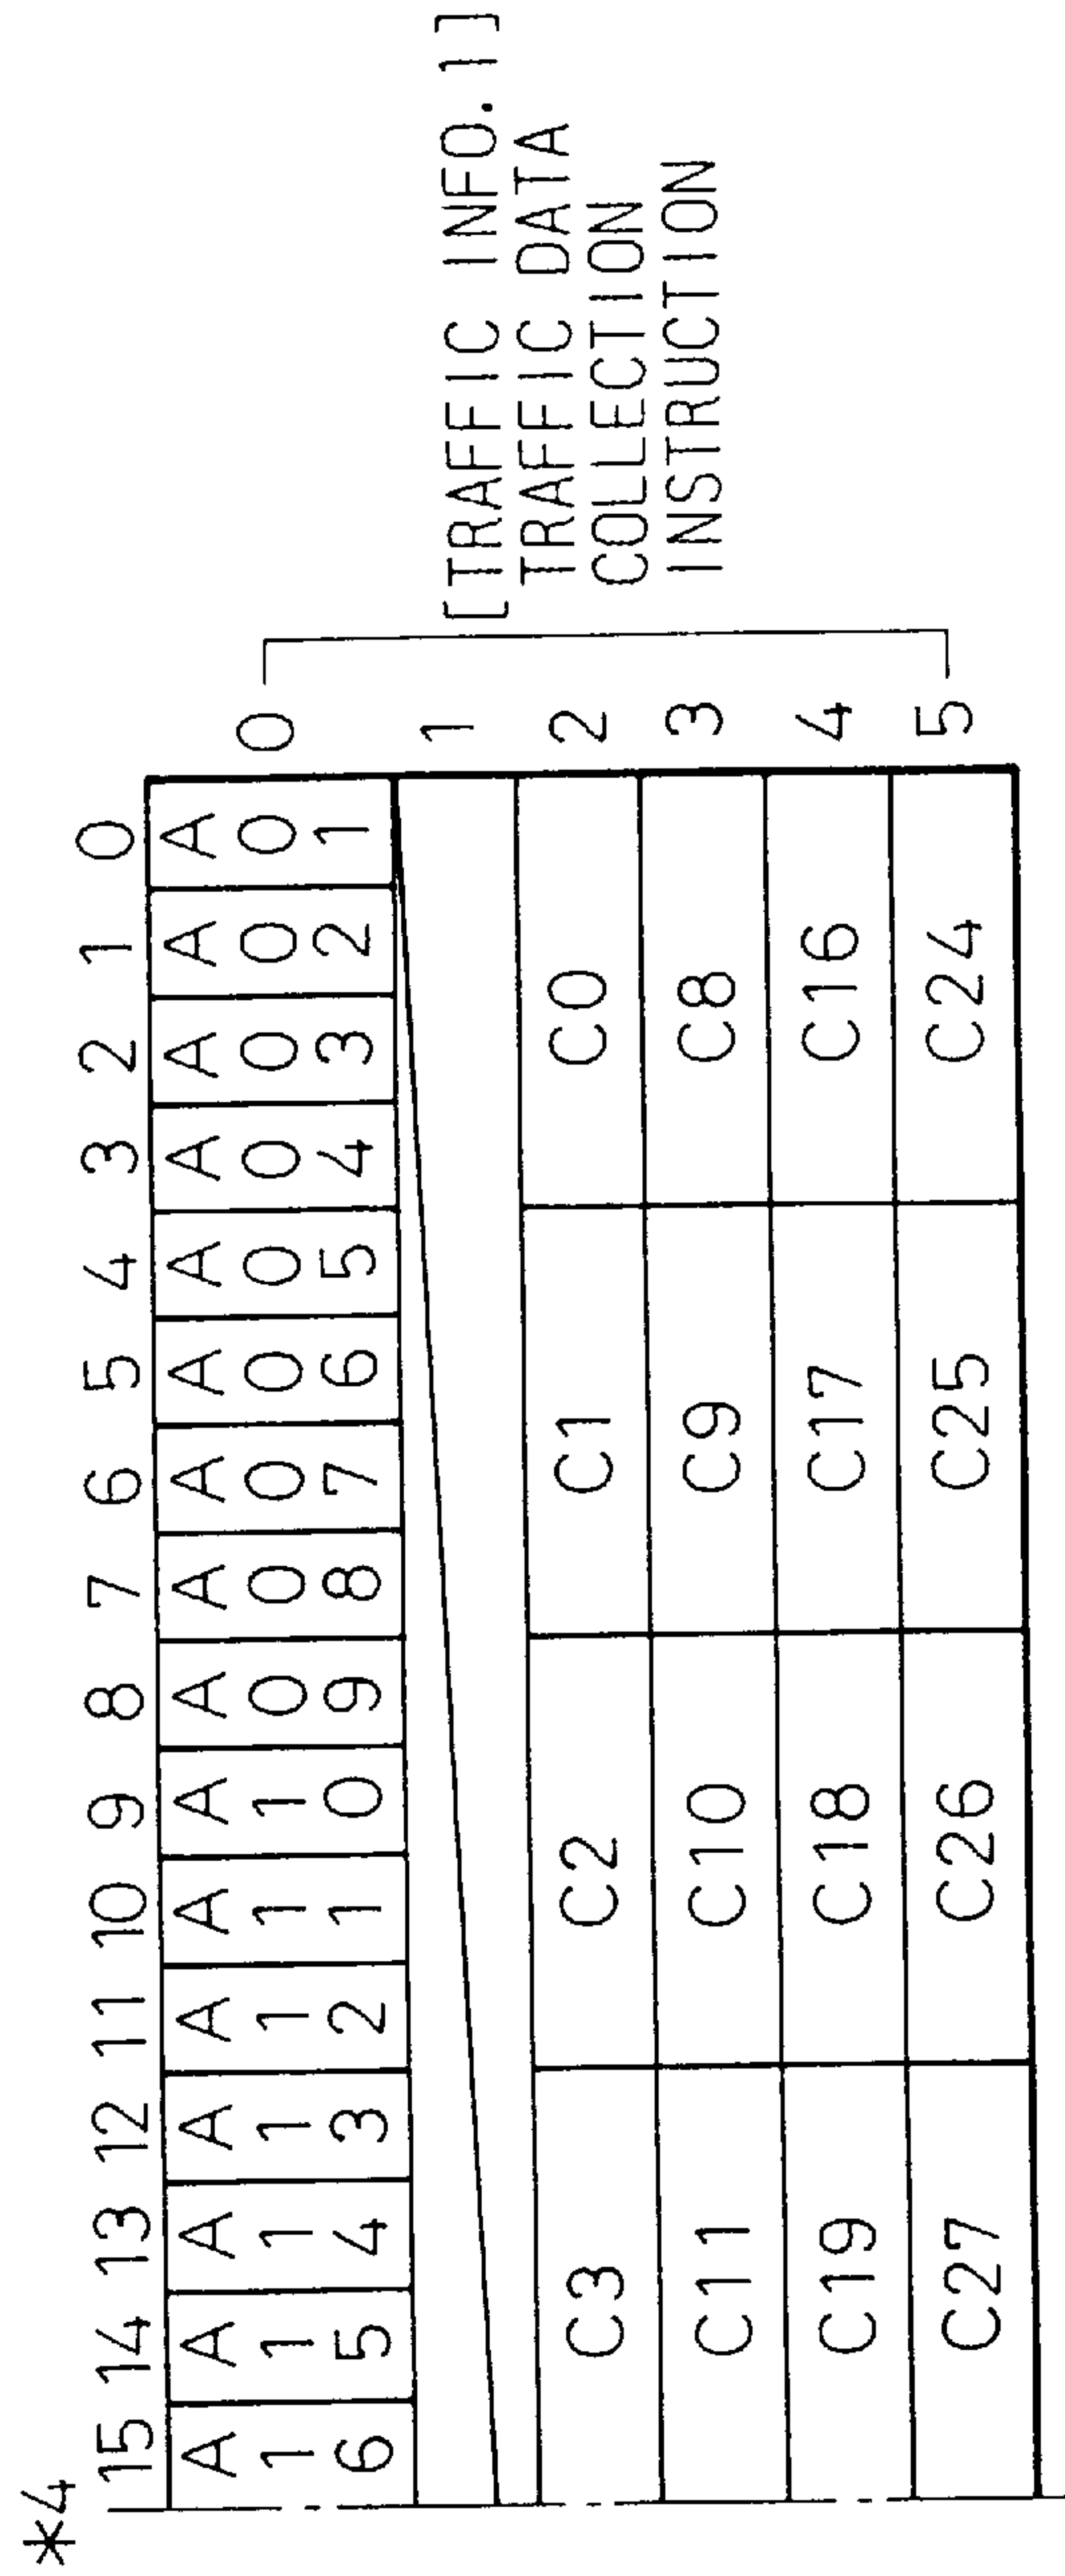 *4
15 14 13 12 11 10 9 8 7 6 5 4 3 2 1 0
A16 A15 A14 A13 A12 A11 A10 A09 A08 A07 A06 A05 A04 A03 A02 A01 0
1
C3 C2 C1 C0 2
C11 C10 C9 C8 3
C19 C18 C17 C16 4
C27 C26 C25 C24 5
[TRAFFIC INFO.1]
TRAFFIC DATA
COLLECTION
INSTRUCTION